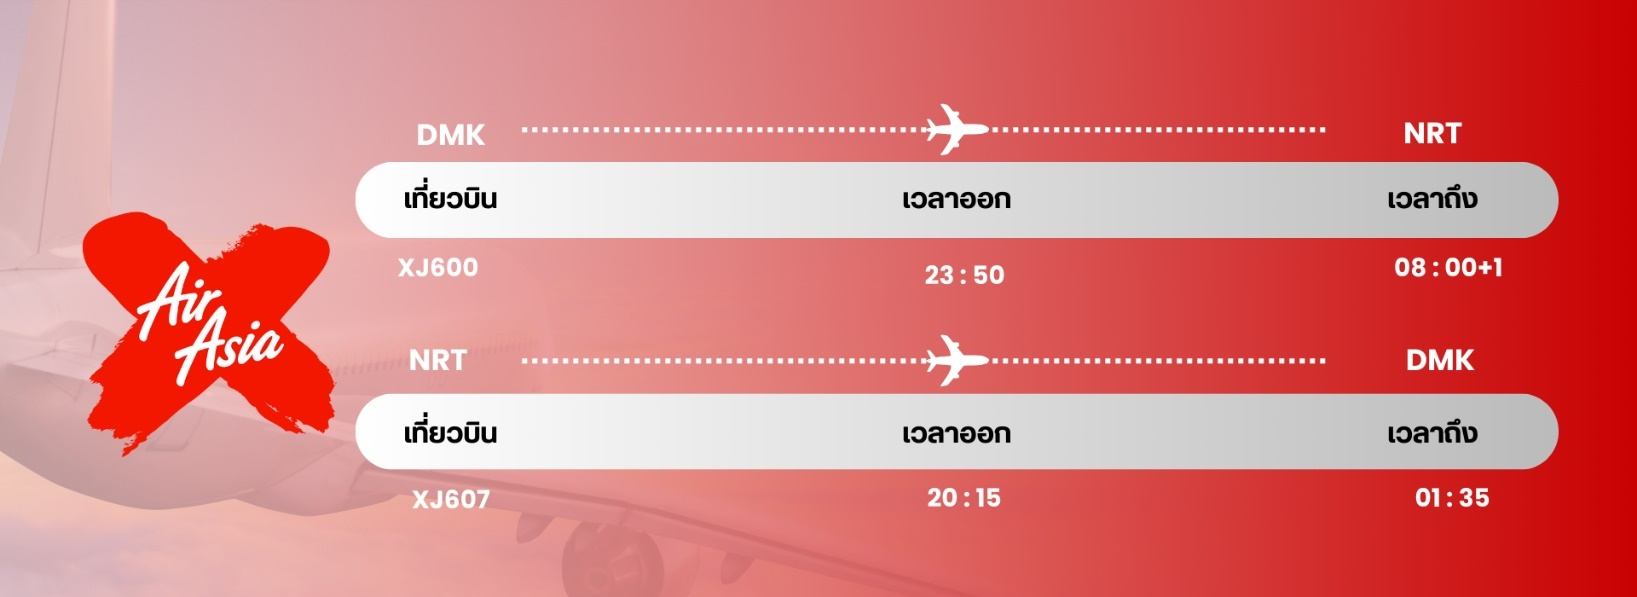 Air
Asia
DMK NRT
เที่ยวบิน เวลาออก เวลาถึง
XJ600 23 : 50 08 : 00+1
NRT DMK
เที่ยวบิน เวลาออก เวลาถึง
XJ607 20 : 15 01 : 35